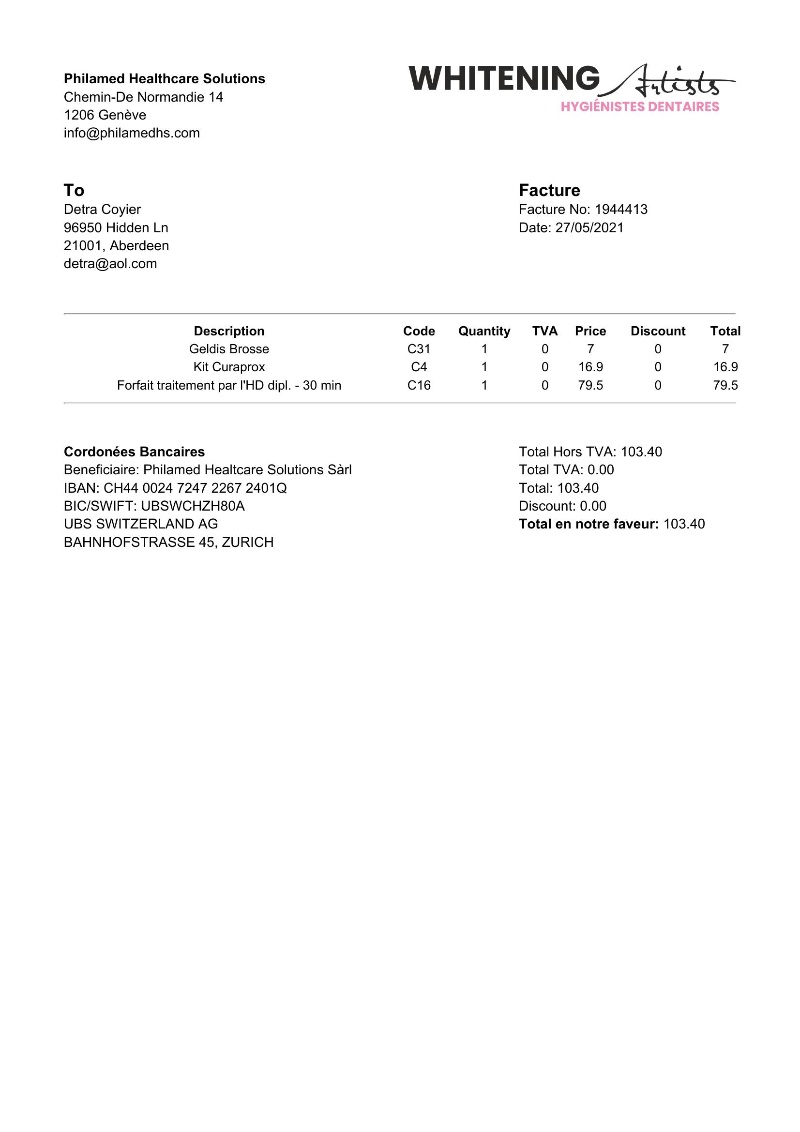 Philamed Healthcare Solutions
Chemin-De Normandie 14
1206 Genève
info@philamedhs.com
WHITENING Artists
HYGIÉNISTES DENTAIRES
To
Detra Coyier
96950 Hidden Ln
21001, Aberdeen
detra@aol.com
Facture
Facture No: 1944413
Date: 27/05/2021
Description Code Quantity TVA Price Discount Total
Geldis Brosse C31 1 0 7 0 7
Kit Curaprox C4 1 0 16.9 0 16.9
Forfait traitement par l'HD dipl. - 30 min C16 1 0 79.5 0 79.5
Cordonées Bancaires
Beneficiaire: Philamed Healtcare Solutions Sàrl
IBAN: CH44 0024 7247 2267 2401Q
BIC/SWIFT: UBSWCHZH80A
UBS SWITZERLAND AG
BAHNHOFSTRASSE 45, ZURICH
Total Hors TVA: 103.40
Total TVA: 0.00
Total: 103.40
Discount: 0.00
Total en notre faveur: 103.40